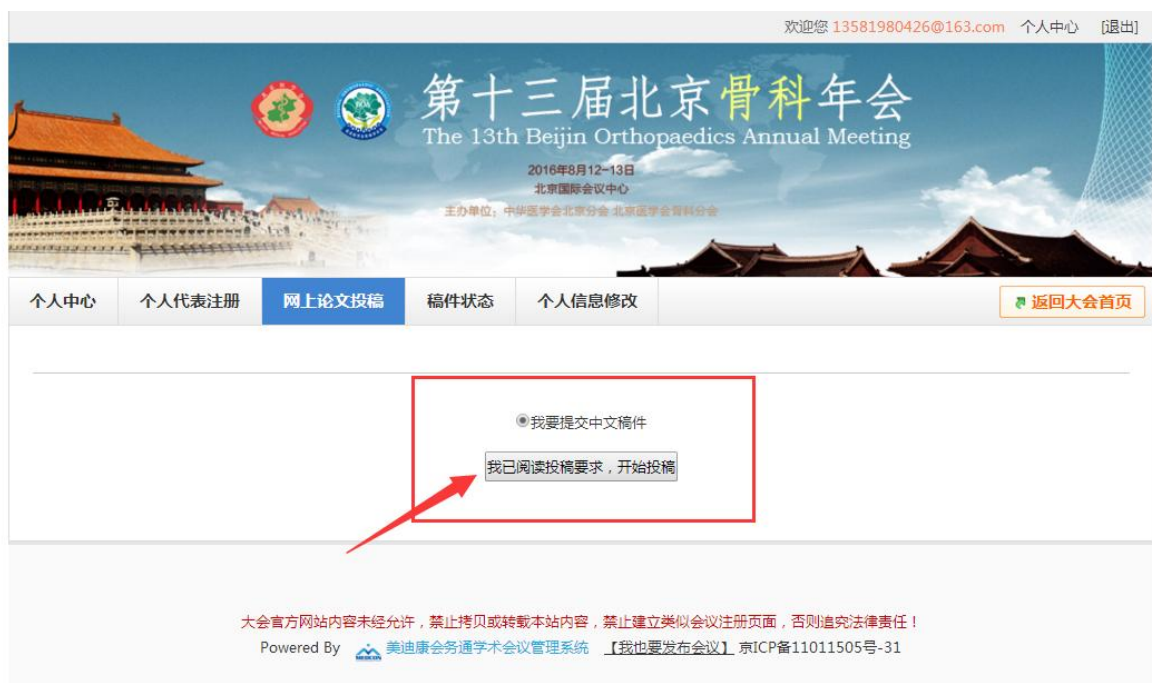 欢迎您 13581980426@163.com 个人中心 [退出]
第十三届北京骨科年会
The 13th Beijin Orthopaedics Annual Meeting
2016年8月12-13日
北京国际会议中心
主办单位：中华医学会北京分会 北京医学会骨科分会
个人中心 个人代表注册 网上论文投稿 稿件状态 个人信息修改 返回大会首页
我要提交中文稿件
我已阅读投稿要求，开始投稿
大会官方网站内容未经允许，禁止拷贝或转载本站内容，禁止建立类似会议注册页面，否则追究法律责任！
Powered By MEDCON 美迪康会务通学术会议管理系统 【我也要发布会议】 京ICP备11011505号-31